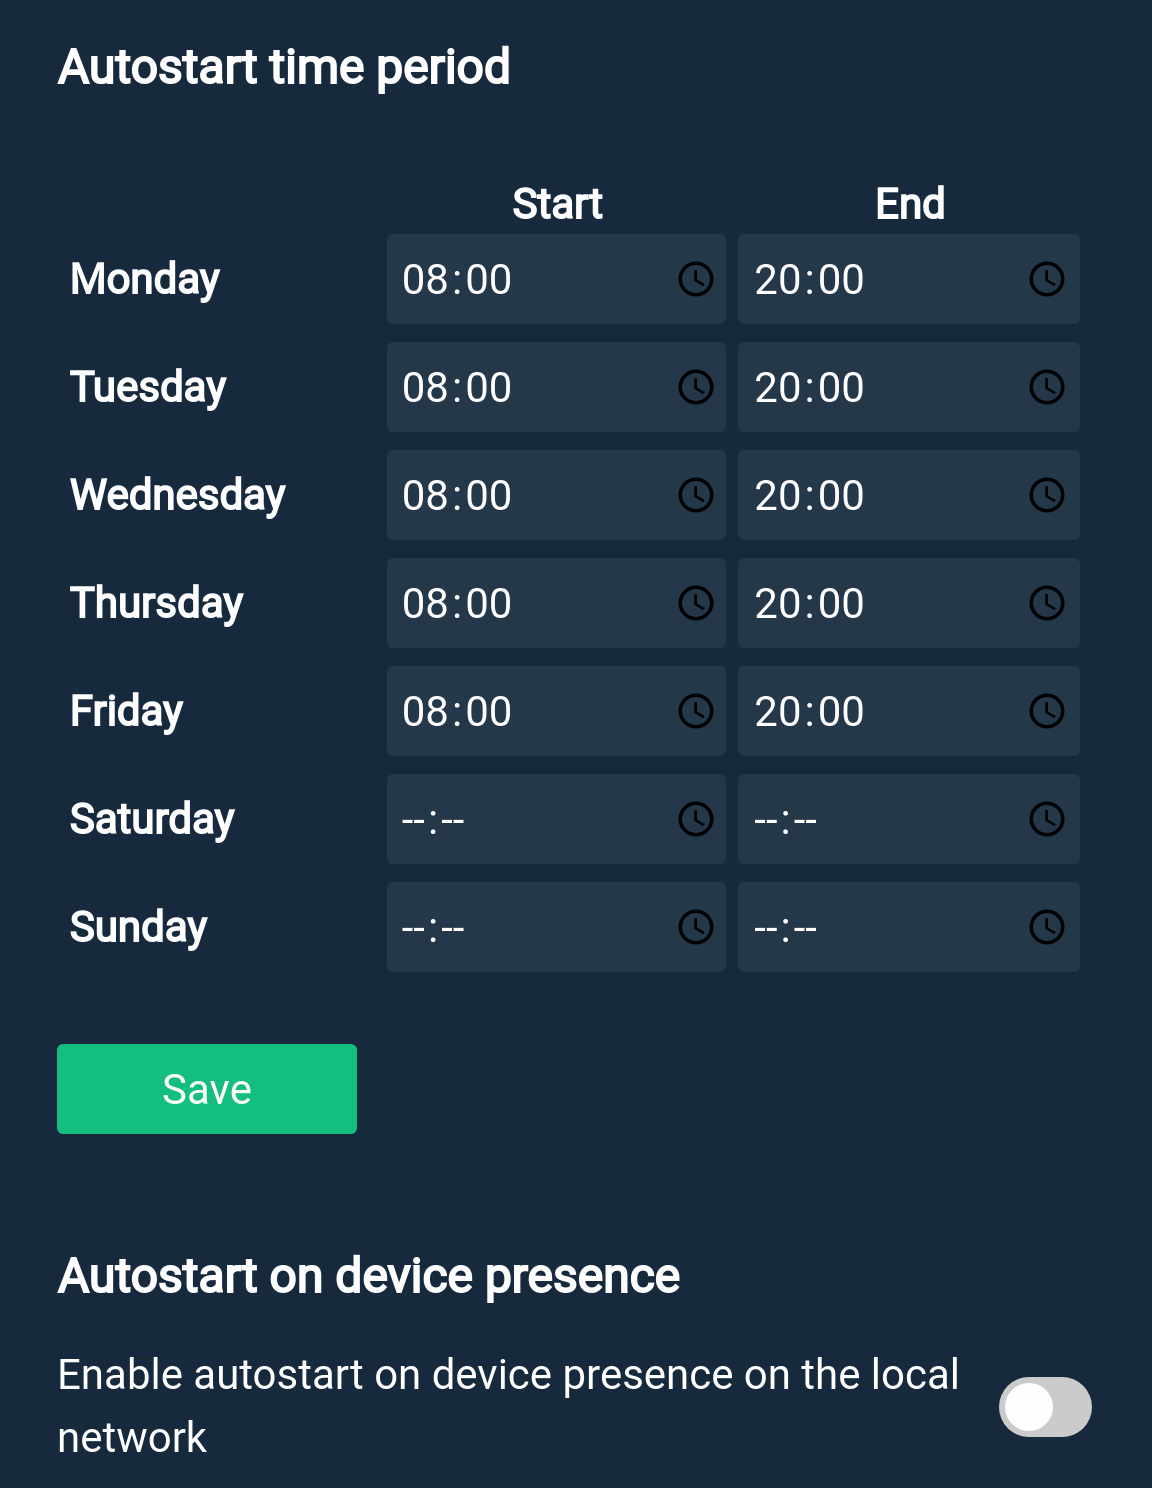 Autostart time period
Start End
Monday 08:00 20:00
Tuesday 08:00 20:00
Wednesday 08:00 20:00
Thursday 08:00 20:00
Friday 08:00 20:00
Saturday --:-- --:--
Sunday --:-- --:--
Save
Autostart on device presence
Enable autostart on device presence on the local
network